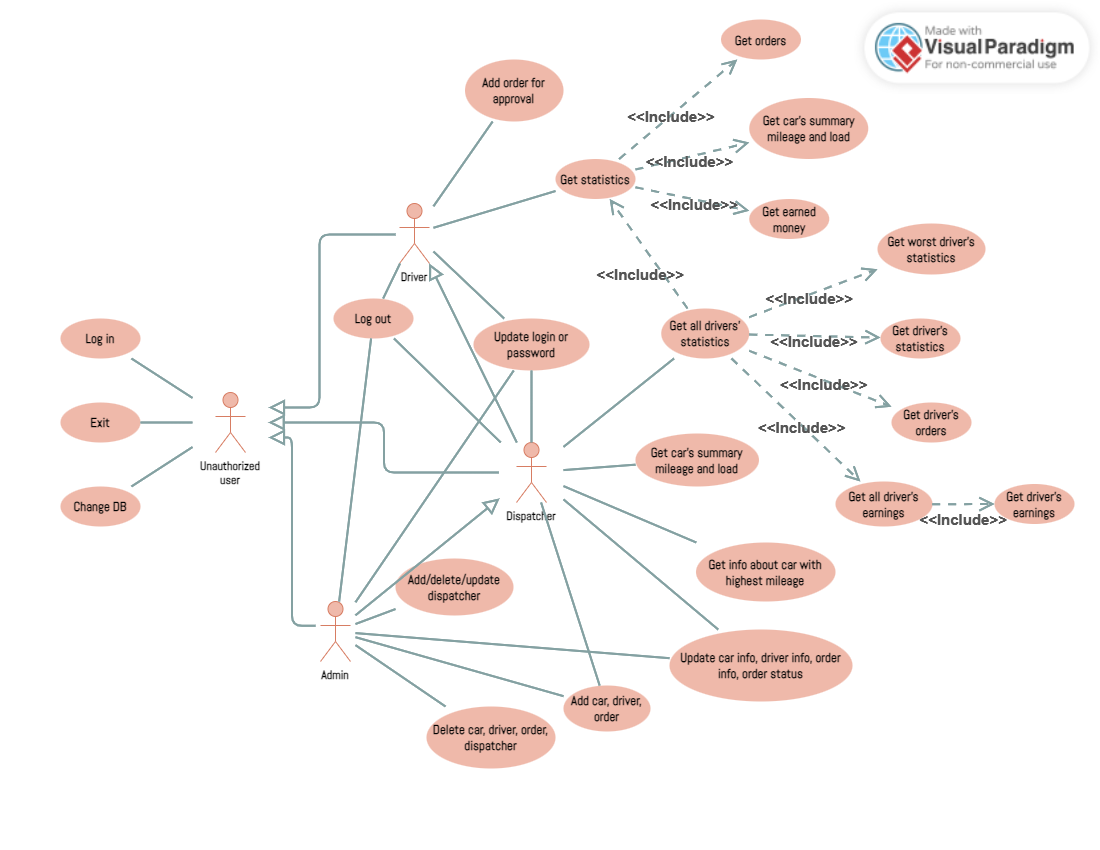 Made with
Visual Paradigm
For non-commercial use
Get orders
Add order for
approval
<<Include>>
Get car's summary
mileage and load
<<Include>>
Get statistics
<<Include>>
Get earned
money
Get worst driver's
statistics
Driver
<<Include>>
<<Include>>
Log out
Get all drivers'
statistics
Update login or
password
Log in
Get driver's
statistics
<<Include>>
<<Include>>
Get driver's
orders
Exit
<<Include>>
Unauthorized
user
Get car's summary
mileage and load
Change DB
Get all driver's
earnings
Get driver's
earnings
<<Include>>
Dispatcher
Get info about car with
highest mileage
Add/delete/update
dispatcher
Update car info, driver info, order
info, order status
Admin
Add car, driver,
order
Delete car, driver, order,
dispatcher